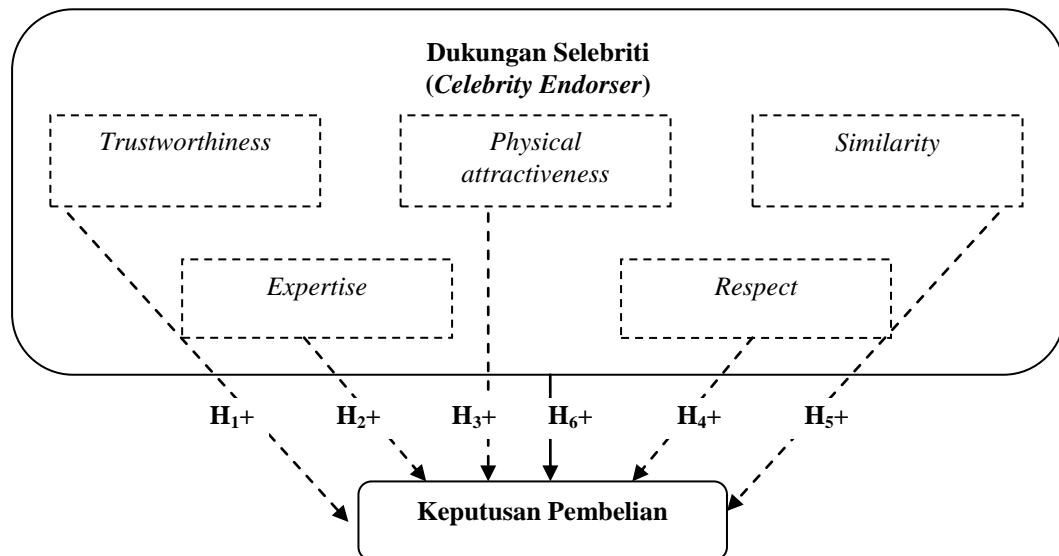 Dukungan Selebriti
(Celebrity Endorser)
Trustworthiness
Physical
attractiveness
Similarity
Expertise
Respect
H₁+
H₂+
H₃+
H₆+
H₄+
H₅+
Keputusan Pembelian